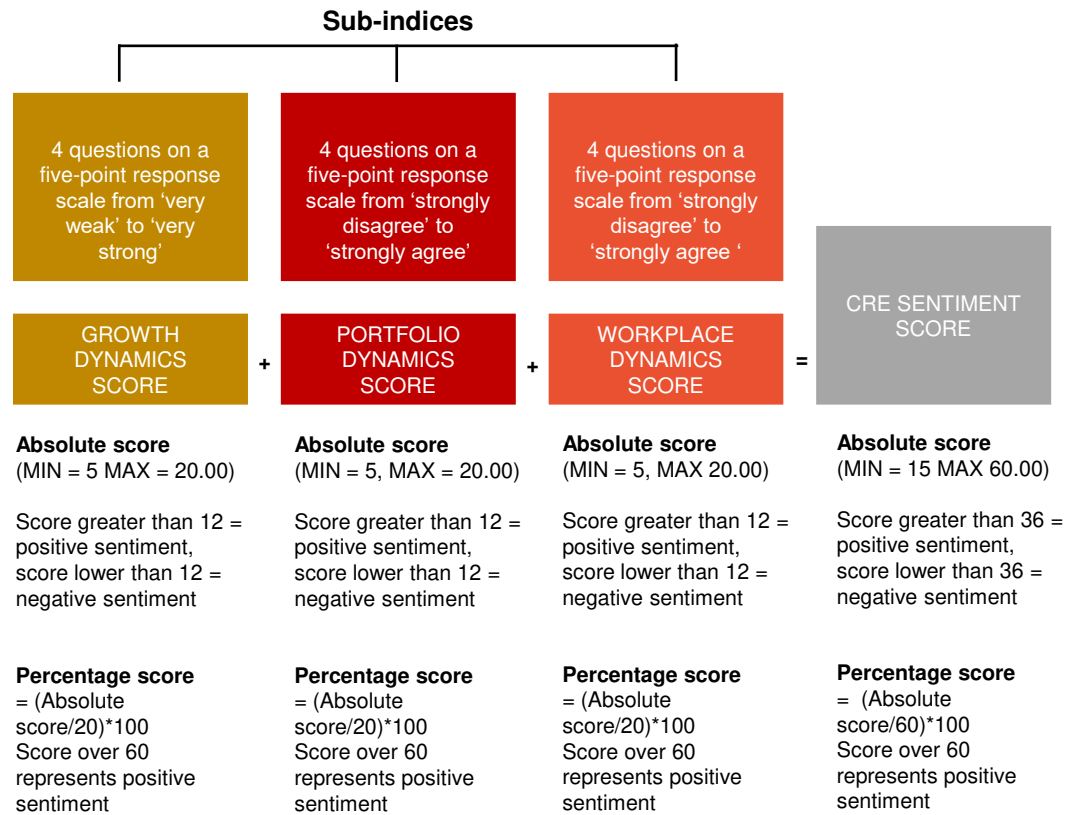 Sub-indices
4 questions on a
five-point response
scale from ‘very
weak’ to ‘very
strong’
4 questions on a
five-point response
scale from ‘strongly
disagree’ to
‘strongly agree’
4 questions on a
five-point response
scale from ‘strongly
disagree’ to
‘strongly agree ‘
GROWTH
DYNAMICS
SCORE
+
PORTFOLIO
DYNAMICS
SCORE
+
WORKPLACE
DYNAMICS
SCORE
=
CRE SENTIMENT
SCORE
Absolute score
(MIN = 5 MAX = 20.00)
Score greater than 12 =
positive sentiment,
score lower than 12 =
negative sentiment
Percentage score
= (Absolute
score/20)*100
Score over 60
represents positive
sentiment
Absolute score
(MIN = 5, MAX = 20.00)
Score greater than 12 =
positive sentiment,
score lower than 12 =
negative sentiment
Percentage score
= (Absolute
score/20)*100
Score over 60
represents positive
sentiment
Absolute score
(MIN = 5, MAX 20.00)
Score greater than 12 =
positive sentiment,
score lower than 12 =
negative sentiment
Percentage score
= (Absolute
score/20)*100
Score over 60
represents positive
sentiment
Absolute score
(MIN = 15 MAX 60.00)
Score greater than 36 =
positive sentiment,
score lower than 36 =
negative sentiment
Percentage score
= (Absolute
score/60)*100
Score over 60
represents positive
sentiment